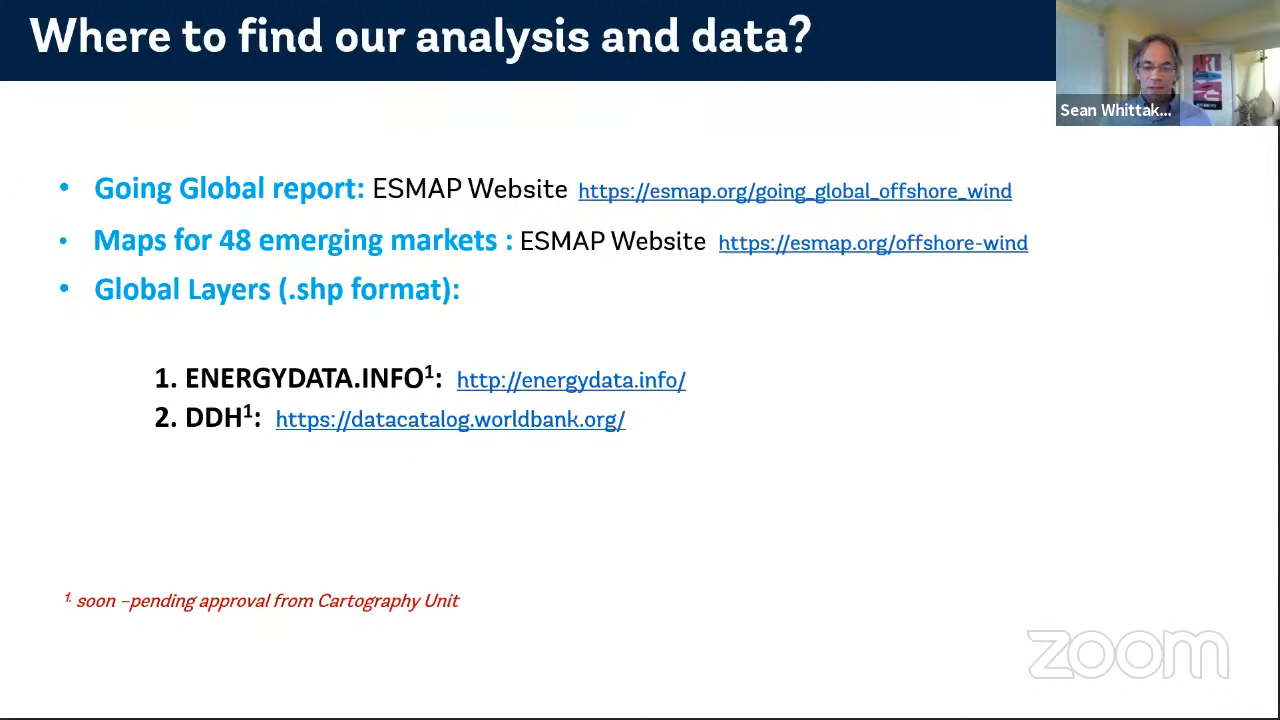 Where to find our analysis and data?
Sean Whittak...
• Going Global report: ESMAP Website https://esmap.org/going_global_offshore_wind
• Maps for 48 emerging markets : ESMAP Website https://esmap.org/offshore-wind
• Global Layers (.shp format):
1. ENERGYDATA.INFO¹: http://energydata.info/
2. DDH¹: https://datacatalog.worldbank.org/
¹· soon –pending approval from Cartography Unit
zoom